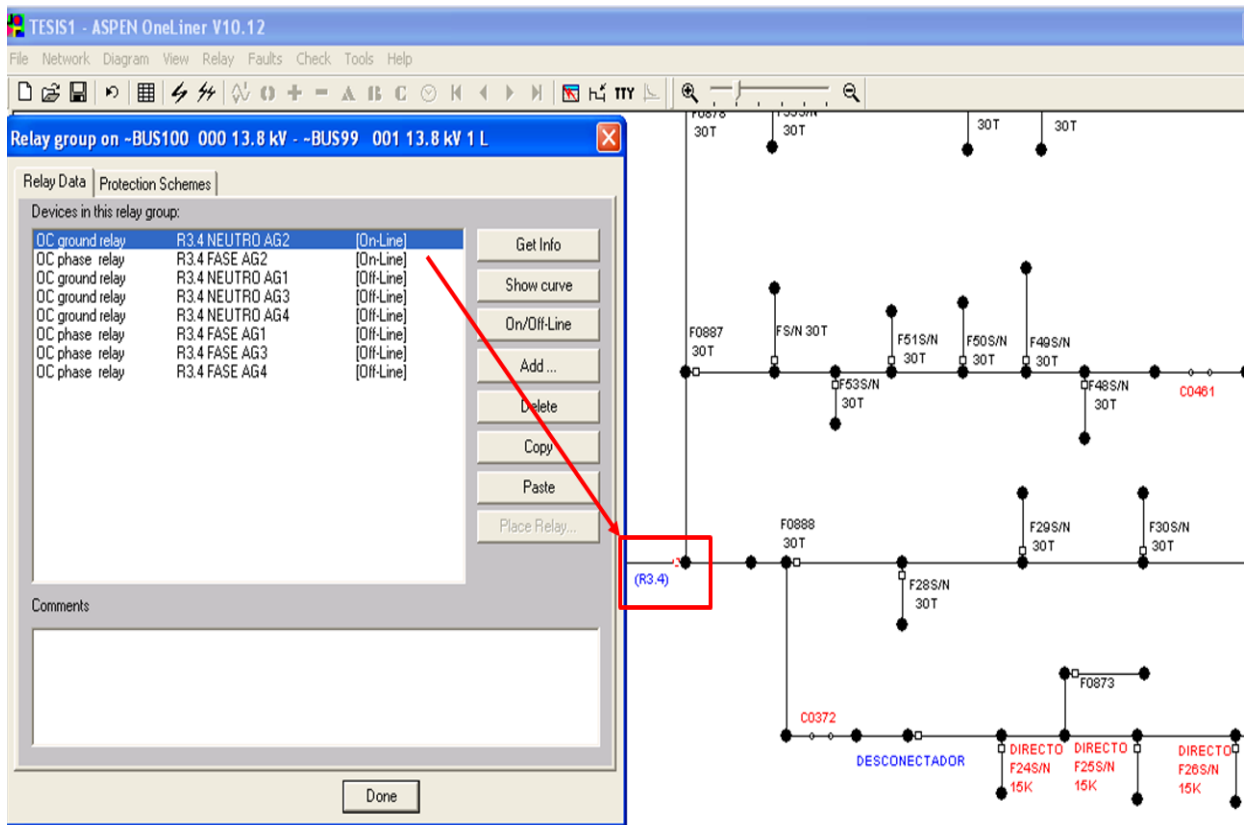 TESIS1 - ASPEN OneLiner V10.12
File Network Diagram View Relay Faults Check Tools Help
TTY
Relay group on ~BUS100 000 13.8 kV - ~BUS99 001 13.8 kV 1 L
Relay Data Protection Schemes
Devices in this relay group:
OC ground relay R3.4 NEUTRO AG2 [On-Line]
OC phase relay R3.4 FASE AG2 [On-Line]
OC ground relay R3.4 NEUTRO AG1 [Off-Line]
OC ground relay R3.4 NEUTRO AG3 [Off-Line]
OC ground relay R3.4 NEUTRO AG4 [Off-Line]
OC phase relay R3.4 FASE AG1 [Off-Line]
OC phase relay R3.4 FASE AG3 [Off-Line]
OC phase relay R3.4 FASE AG4 [Off-Line]
Get Info
Show curve
On/Off-Line
Add ...
Delete
Copy
Paste
Place Relay...
Comments
Done
F0878
30T
30T
30T
30T
F0887
30T
FS/N 30T
F53S/N
30T
F51S/N
30T
F50S/N
30T
F49S/N
30T
F48S/N
30T
C0461
(R3.4)
F0888
30T
F28S/N
30T
F29S/N
30T
F30S/N
30T
F0873
C0372
DESCONECTADOR
DIRECTO
F24S/N
15K
DIRECTO
F25S/N
15K
DIRECTO
F26S/N
15K